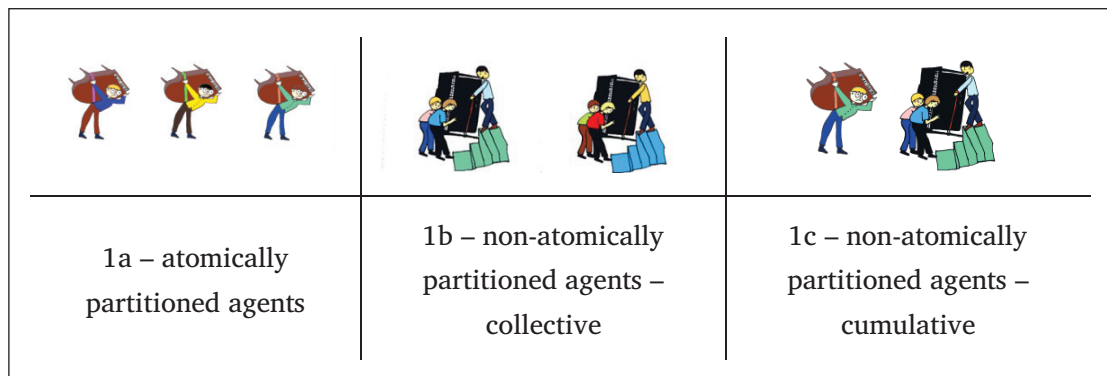 1a – atomically
partitioned agents
1b – non-atomically
partitioned agents –
collective
1c – non-atomically
partitioned agents –
cumulative